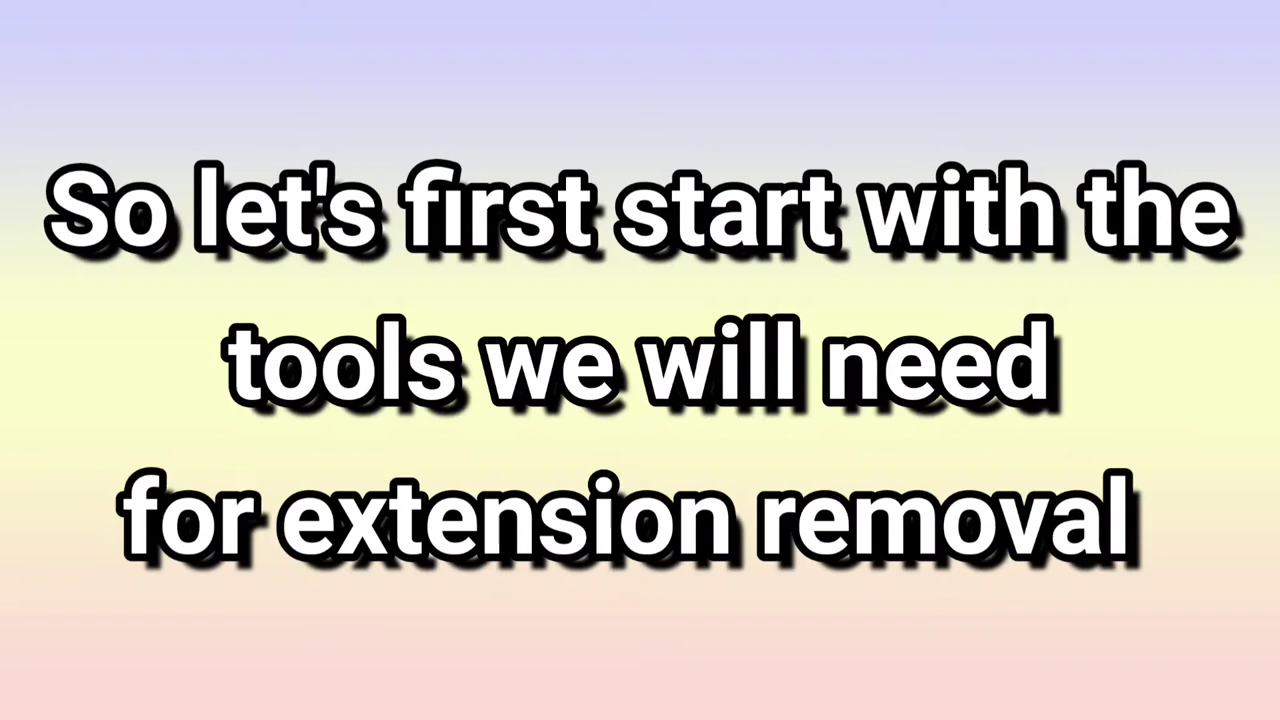 So let's first start with the
tools we will need
for extension removal